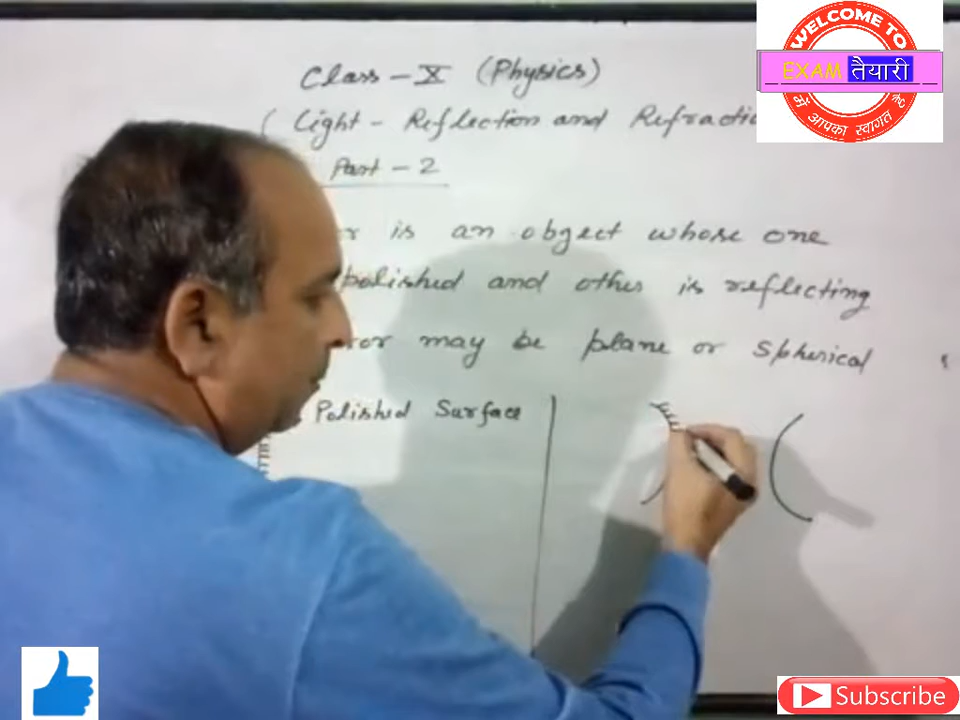 WELCOME TO
EXAM तैयारी
में आपका स्वागत है
Class - X (Physics)
( Light - Reflection and Refractio
Part - 2
r is an object whose one
polished and other is reflecting
ror may be plane or Spherical
Polished Surface
Subscribe